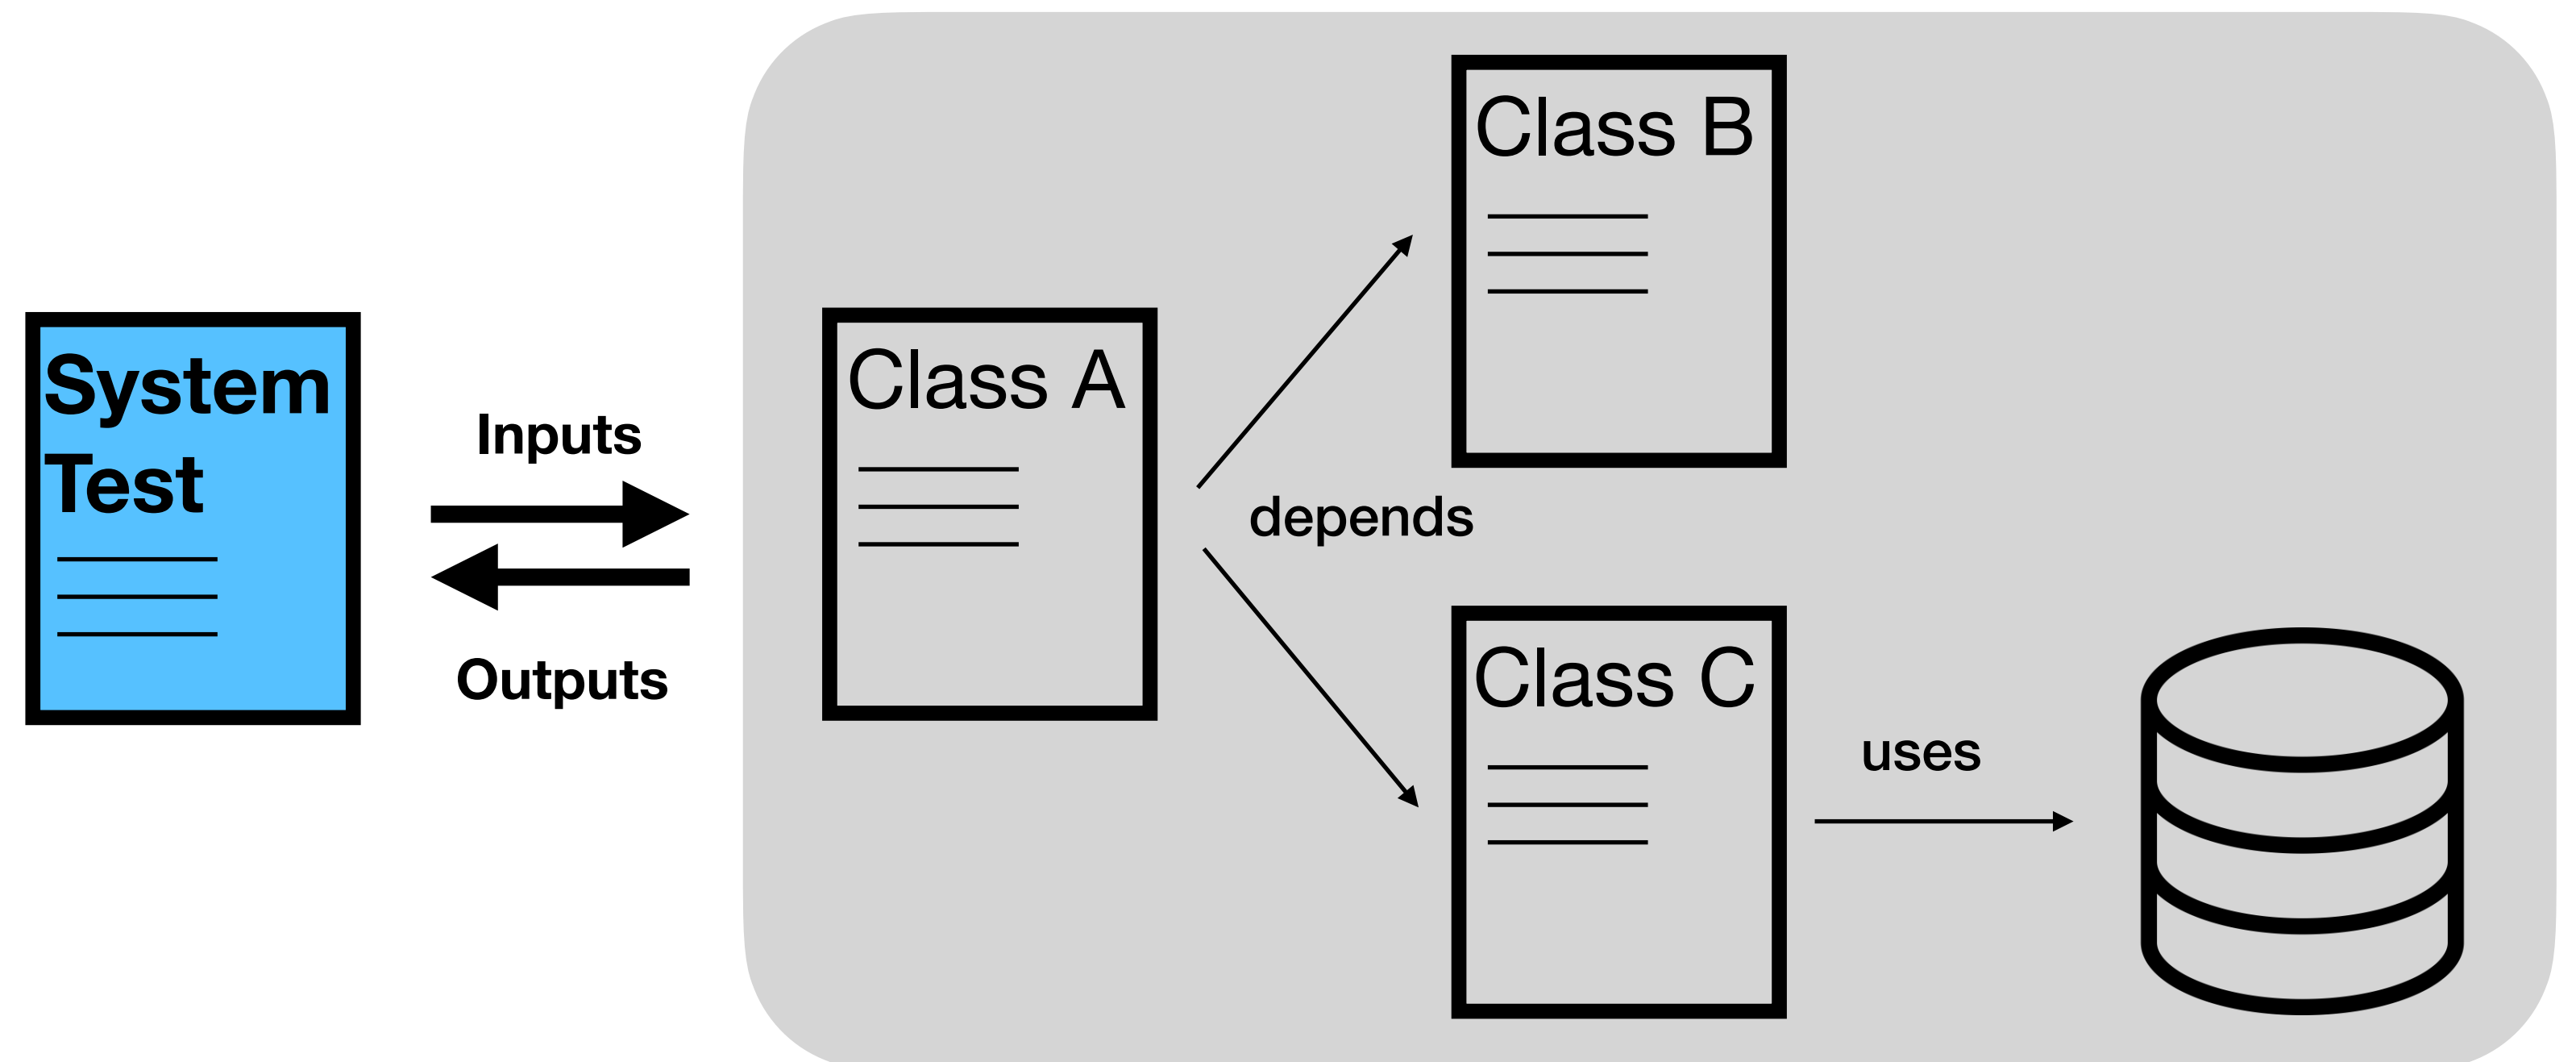 System
Test
Inputs
Outputs
Class A
depends
Class B
Class C
uses